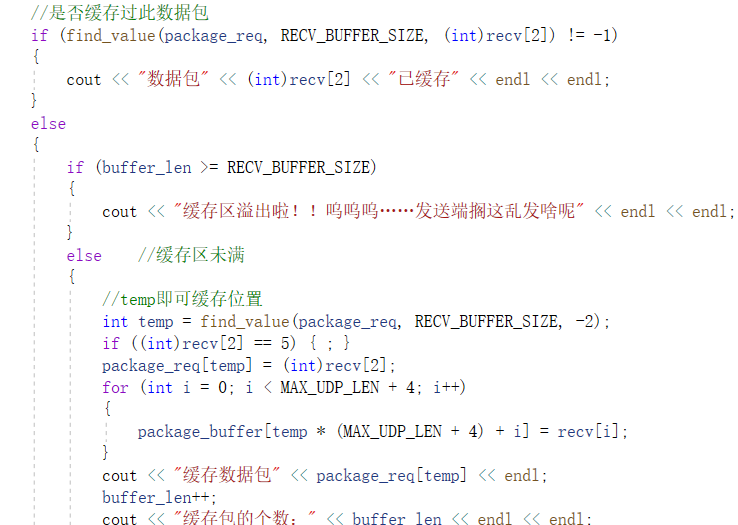 //是否缓存过此数据包
if (find_value(package_req, RECV_BUFFER_SIZE, (int)recv[2]) != -1)
{
cout << "数据包" << (int)recv[2] << "已缓存" << endl << endl;
}
else
{
if (buffer_len >= RECV_BUFFER_SIZE)
{
cout << "缓存区溢出啦！！呜呜呜……发送端搁这乱发啥呢" << endl << endl;
}
else //缓存区未满
{
//temp即可缓存位置
int temp = find_value(package_req, RECV_BUFFER_SIZE, -2);
if ((int)recv[2] == 5) { ; }
package_req[temp] = (int)recv[2];
for (int i = 0; i < MAX_UDP_LEN + 4; i++)
{
package_buffer[temp * (MAX_UDP_LEN + 4) + i] = recv[i];
}
cout << "缓存数据包" << package_req[temp] << endl;
buffer_len++;
cout << "缓存包的个数：" << buffer_len << endl << endl;